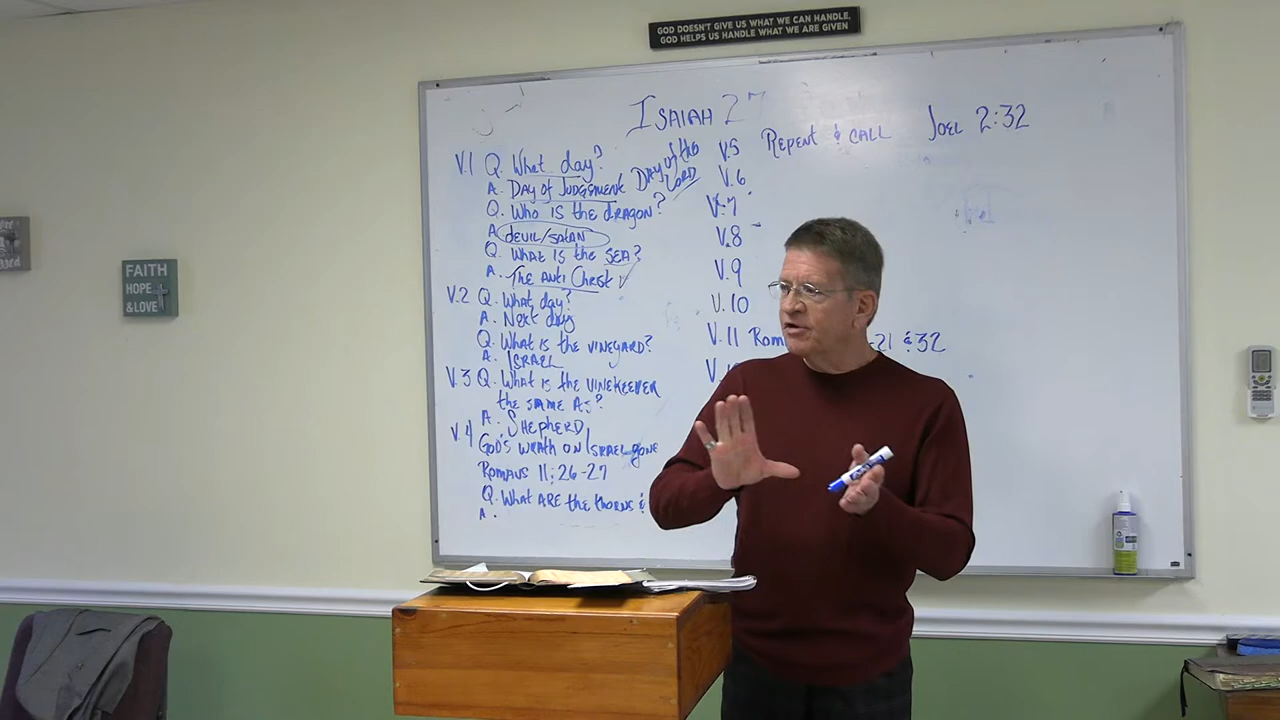 GOD DOESN'T GIVE US WHAT WE CAN HANDLE,
GOD HELPS US HANDLE WHAT WE ARE GIVEN
FAITH
HOPE
& LOVE
ISAIAH 27
V.1 Q. What day?
A. DAY OF JUDGEMENT DAY of the LORD
Q. WHO IS THE DRAGON?
A. DEVIL/SATAN
Q. WHAT IS THE SEA?
A. THE ANTI CHRIST
V.2 Q. What day?
A. Next day
Q. WHAT IS THE VINEYARD?
A. ISRAEL
V.3 Q. WHAT IS THE VINEKEEPER
THE SAME AS?
A. SHEPHERD
V.4 GOD'S WRATH ON ISRAEL gone
ROMANS 11:26-27
Q. WHAT ARE THE THORNS &
A.
V.5 REPENT & CALL JOEL 2:32
V.6
V.7
V.8
V.9
V.10
V.11 Rom -21 & 32